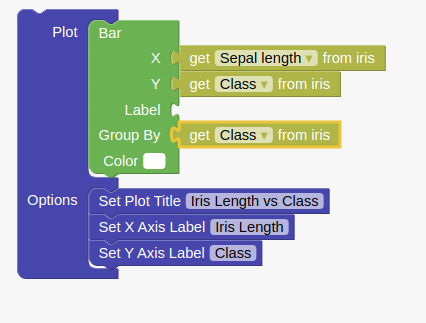 Plot Bar
X get Sepal length ▾ from iris
Y get Class ▾ from iris
Label
Group By get Class ▾ from iris
Color
Options Set Plot Title Iris Length vs Class
Set X Axis Label Iris Length
Set Y Axis Label Class